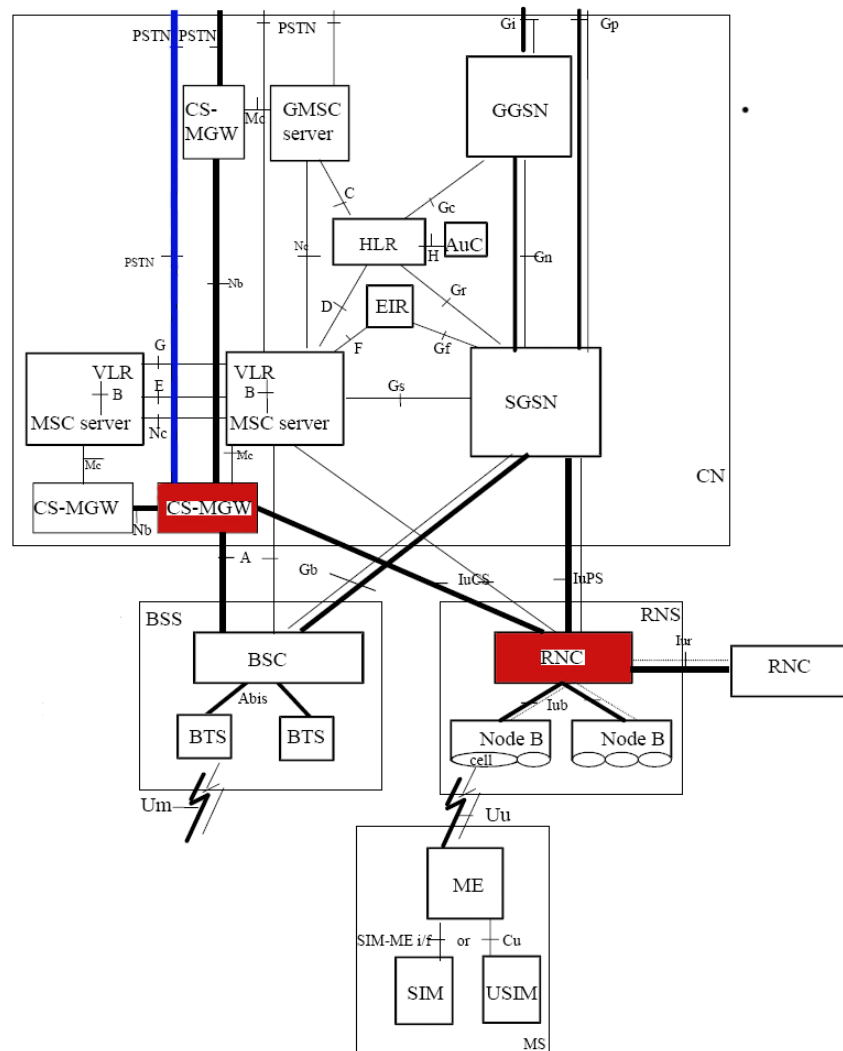 PSTN
PSTN
PSTN
Gi
Gp
CS-
MGW
Mc
GMSC
server
GGSN
C
Gc
HLR
H
AuC
PSTN
Nb
Nc
Gn
D
EIR
Gr
F
Gf
G
VLR
E
B
MSC server
Nc
VLR
B
MSC server
Gs
SGSN
Mc
Mc
CS-MGW
Nb
CS-MGW
CN
A
Gb
IuCS
IuPS
BSS
RNS
BSC
RNC
Iur
RNC
Abis
Iub
BTS
BTS
Node B
cell
Node B
Um
Uu
ME
SIM-ME i/f
or
Cu
SIM
USIM
MS